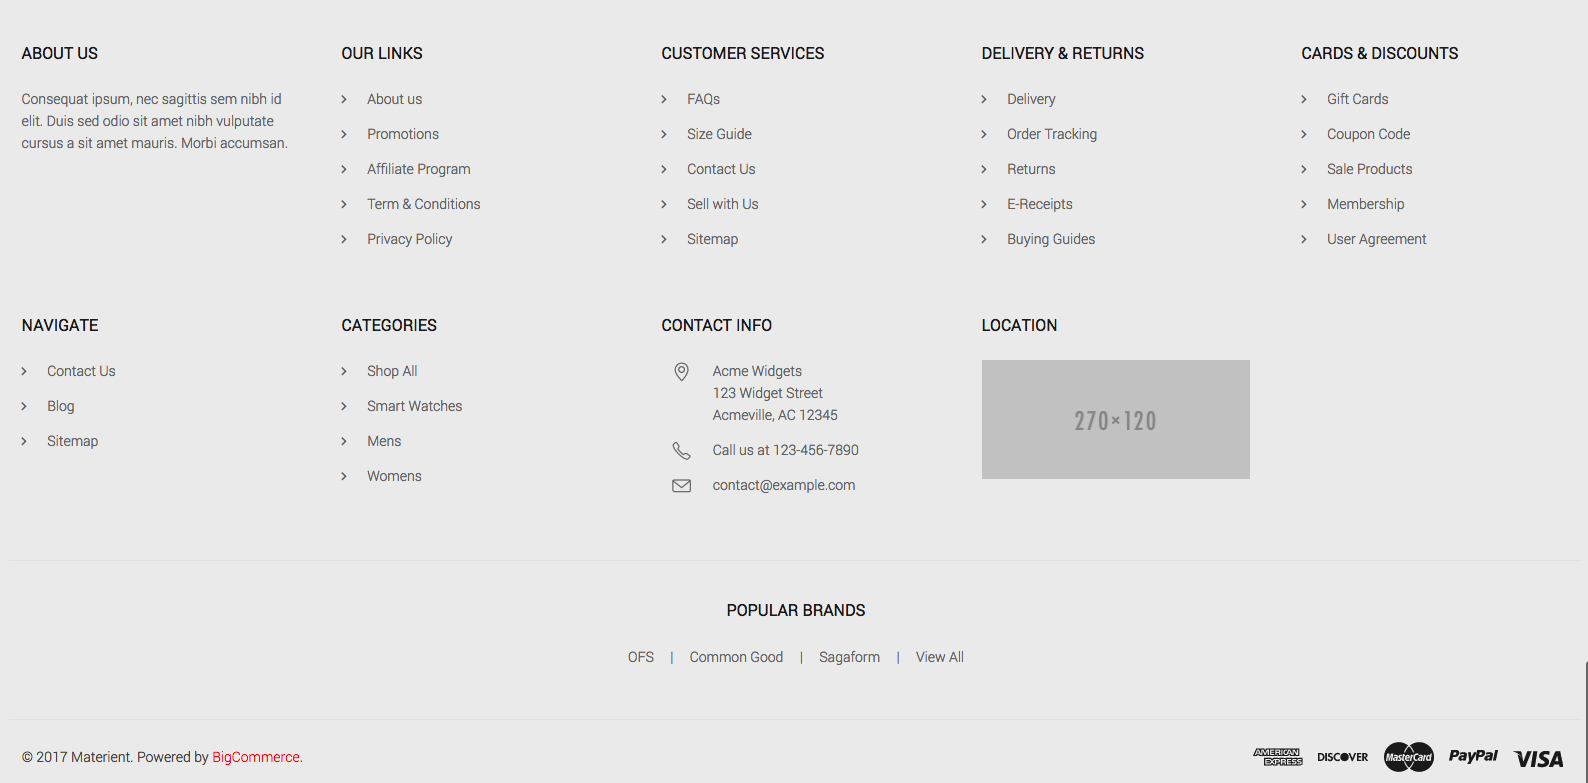 ABOUT US
Consequat ipsum, nec sagittis sem nibh id
elit. Duis sed odio sit amet nibh vulputate
cursus a sit amet mauris. Morbi accumsan.
OUR LINKS
About us
Promotions
Affiliate Program
Term & Conditions
Privacy Policy
CUSTOMER SERVICES
FAQs
Size Guide
Contact Us
Sell with Us
Sitemap
DELIVERY & RETURNS
Delivery
Order Tracking
Returns
E-Receipts
Buying Guides
CARDS & DISCOUNTS
Gift Cards
Coupon Code
Sale Products
Membership
User Agreement
NAVIGATE
Contact Us
Blog
Sitemap
CATEGORIES
Shop All
Smart Watches
Mens
Womens
CONTACT INFO
Acme Widgets
123 Widget Street
Acmeville, AC 12345
Call us at 123-456-7890
contact@example.com
LOCATION
270×120
POPULAR BRANDS
OFS | Common Good | Sagaform | View All
© 2017 Materient. Powered by BigCommerce.
AMERICAN EXPRESS
DISCOVER
MasterCard
PayPal
VISA